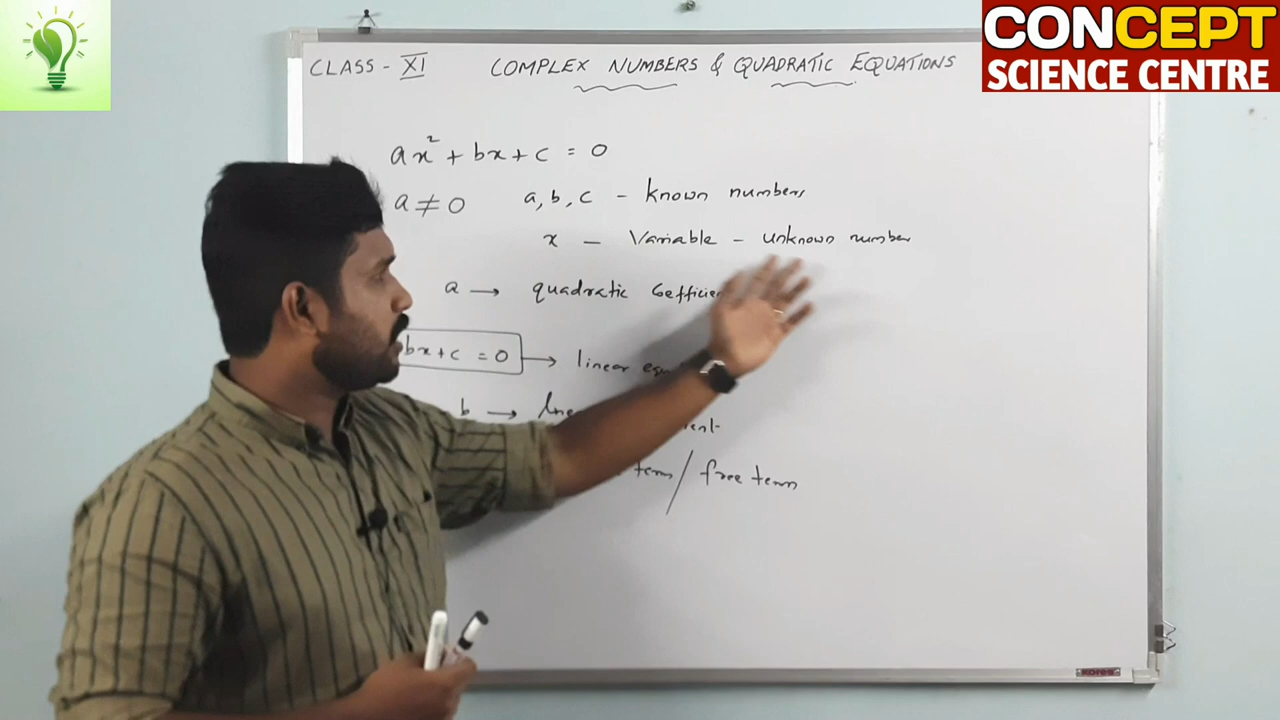 CONCEPT
SCIENCE CENTRE
CLASS - XI COMPLEX NUMBERS & QUADRATIC EQUATIONS
ax² + bx + c = 0
a ≠ 0 a, b, c - known numbers
x - Variable - unknown number
a → quadratic
bx + c = 0 → linear
b →
term / free term